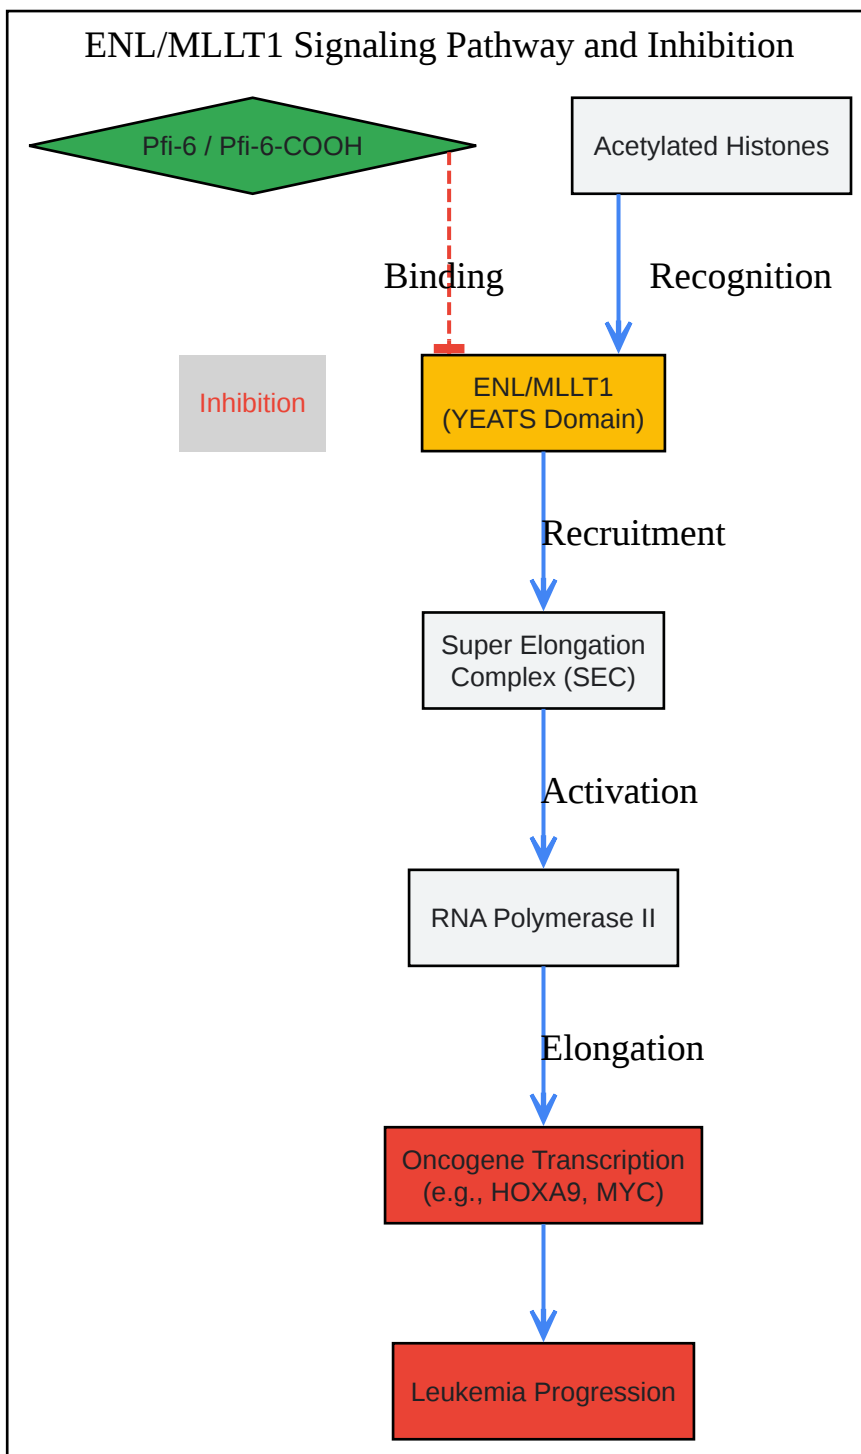 ENL/MLLT1 Signaling Pathway and Inhibition
Pfi-6 / Pfi-6-COOH
Acetylated Histones
Binding
Recognition
Inhibition
ENL/MLLT1
(YEATS Domain)
Recruitment
Super Elongation
Complex (SEC)
Activation
RNA Polymerase II
Elongation
Oncogene Transcription
(e.g., HOXA9, MYC)
Leukemia Progression